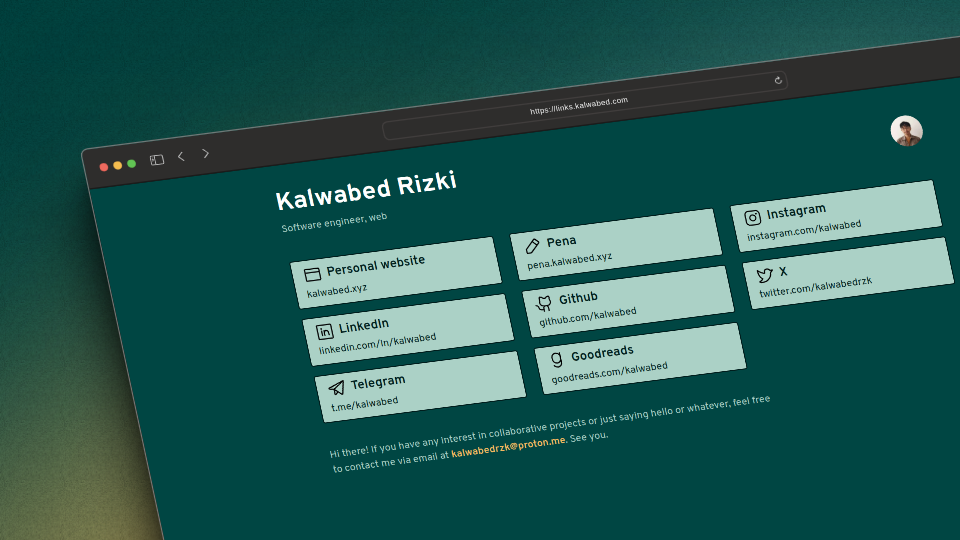 https://links.kalwabed.com
Kalwabed Rizki
Software engineer, web
Personal website
kalwabed.xyz
Pena
pena.kalwabed.xyz
Instagram
instagram.com/kalwabed
LinkedIn
linkedin.com/in/kalwabed
Github
github.com/kalwabed
X
twitter.com/kalwabedrzk
Telegram
t.me/kalwabed
Goodreads
goodreads.com/kalwabed
Hi there! If you have any interest in collaborative projects or just saying hello or whatever, feel free
to contact me via email at kalwabedrzk@proton.me. See you.